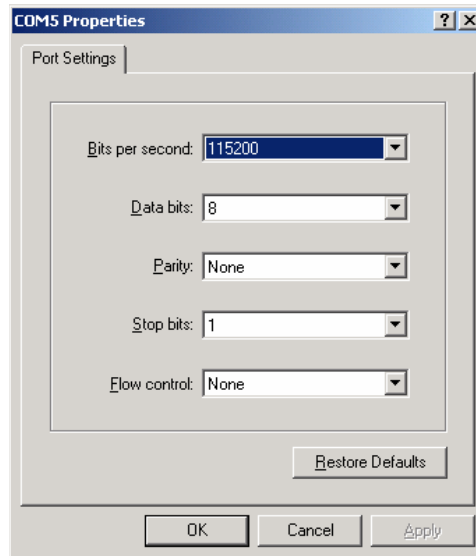 COM5 Properties
Port Settings
Bits per second: 115200
Data bits: 8
Parity: None
Stop bits: 1
Flow control: None
Restore Defaults
OK Cancel Apply